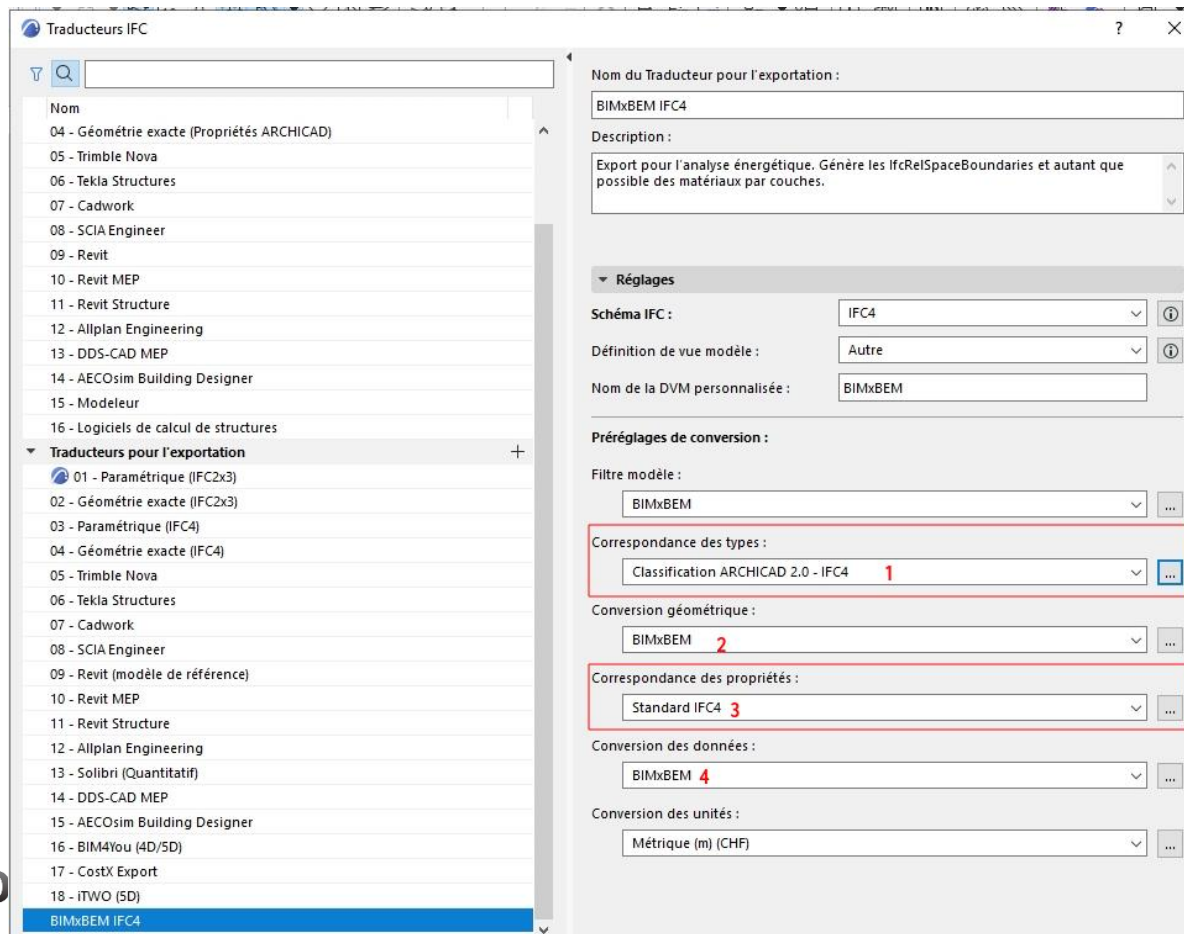 Traducteurs IFC
?
Nom
04 - Géométrie exacte (Propriétés ARCHICAD)
05 - Trimble Nova
06 - Tekla Structures
07 - Cadwork
08 - SCIA Engineer
09 - Revit
10 - Revit MEP
11 - Revit Structure
12 - Allplan Engineering
13 - DDS-CAD MEP
14 - AECOsim Building Designer
15 - Modeleur
16 - Logiciels de calcul de structures
Traducteurs pour l'exportation +
01 - Paramétrique (IFC2x3)
02 - Géométrie exacte (IFC2x3)
03 - Paramétrique (IFC4)
04 - Géométrie exacte (IFC4)
05 - Trimble Nova
06 - Tekla Structures
07 - Cadwork
08 - SCIA Engineer
09 - Revit (modèle de référence)
10 - Revit MEP
11 - Revit Structure
12 - Allplan Engineering
13 - Solibri (Quantitatif)
14 - DDS-CAD MEP
15 - AECOsim Building Designer
16 - BIM4You (4D/5D)
17 - CostX Export
18 - iTWO (5D)
BIMxBEM IFC4
Nom du Traducteur pour l'exportation :
BIMxBEM IFC4
Description :
Export pour l'analyse énergétique. Génère les IfcRelSpaceBoundaries et autant que
possible des matériaux par couches.
Réglages
Schéma IFC : IFC4
Définition de vue modèle : Autre
Nom de la DVM personnalisée : BIMxBEM
Préréglages de conversion :
Filtre modèle :
BIMxBEM ...
Correspondance des types :
Classification ARCHICAD 2.0 - IFC4 1 ...
Conversion géométrique :
BIMxBEM 2 ...
Correspondance des propriétés :
Standard IFC4 3 ...
Conversion des données :
BIMxBEM 4 ...
Conversion des unités :
Métrique (m) (CHF) ...